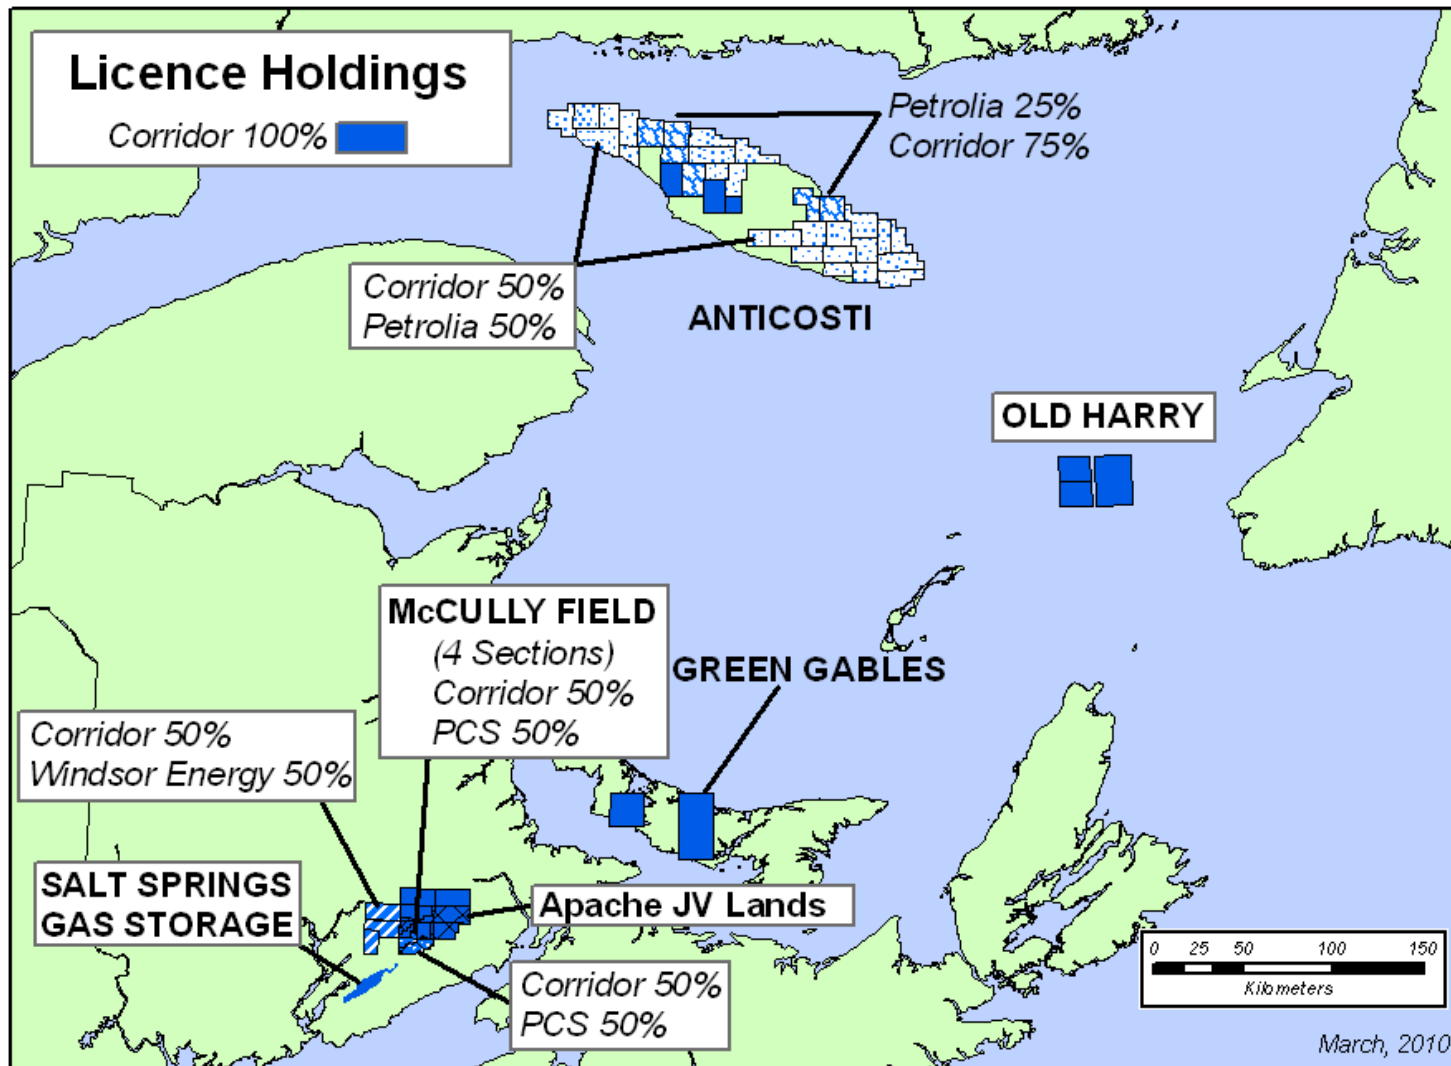 Licence Holdings
Corridor 100%
Petrolia 25%
Corridor 75%
Corridor 50%
Petrolia 50%
ANTICOSTI
OLD HARRY
McCULLY FIELD
(4 Sections)
Corridor 50%
PCS 50%
GREEN GABLES
Corridor 50%
Windsor Energy 50%
SALT SPRINGS
GAS STORAGE
Apache JV Lands
Corridor 50%
PCS 50%
0 25 50 100 150
Kilometers
March, 2010